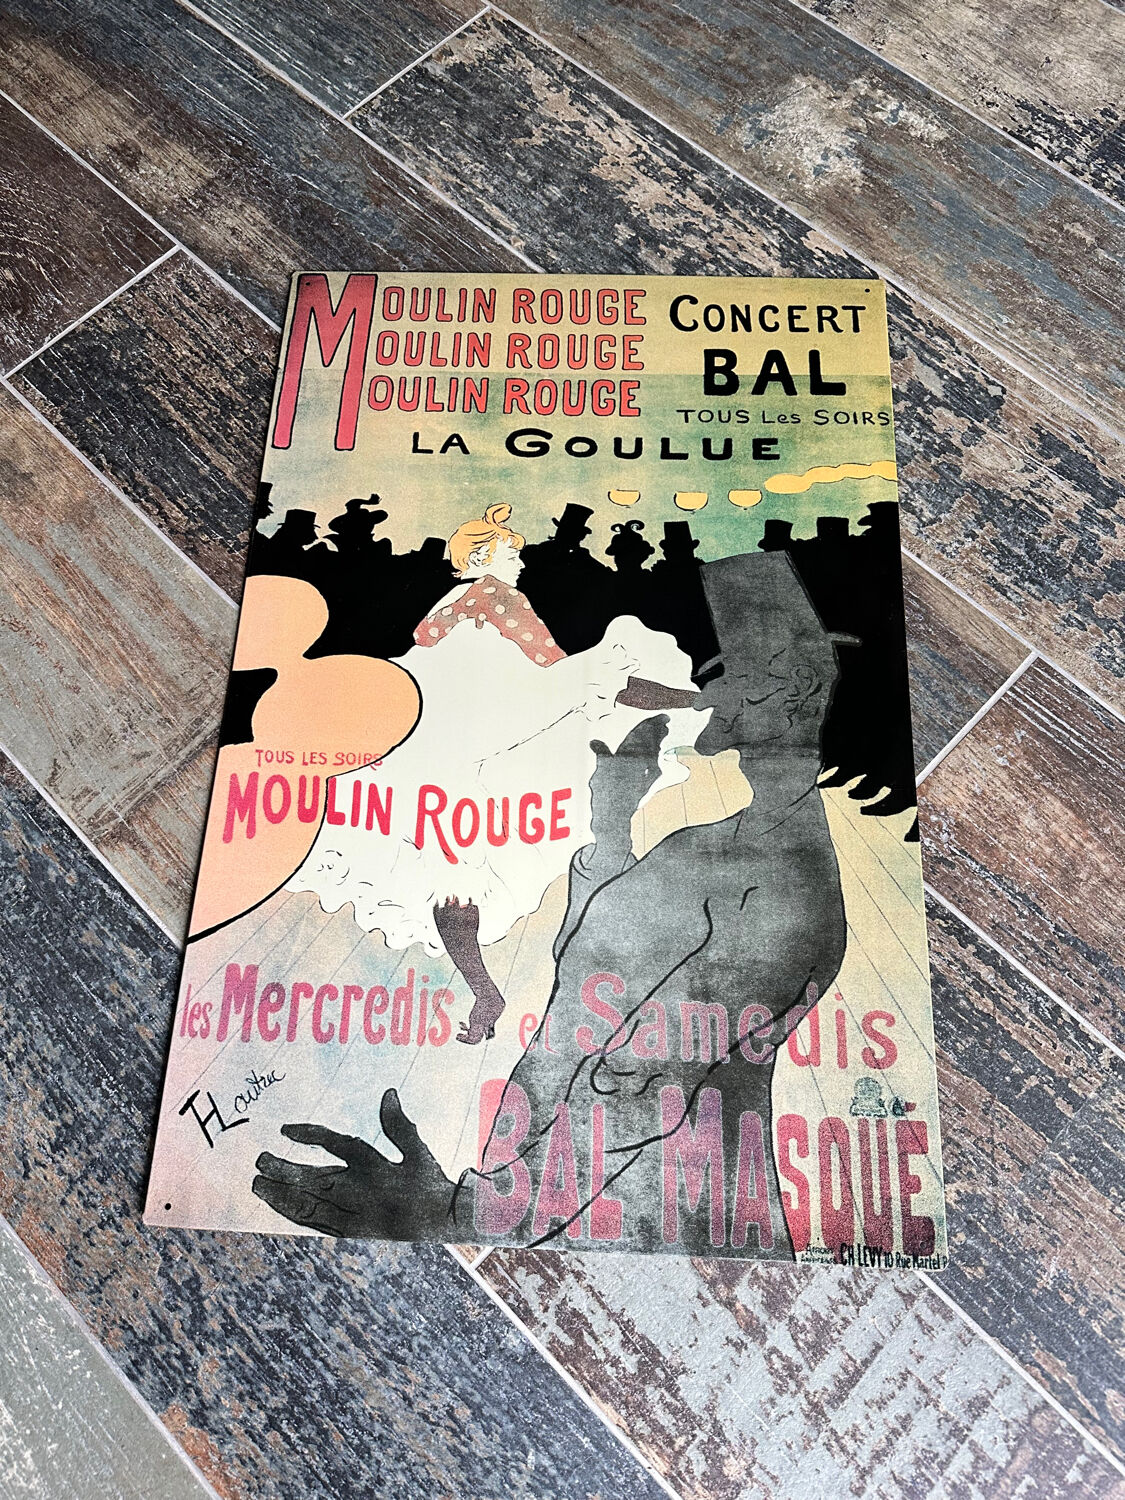 MOULIN ROUGE
MOULIN ROUGE
MOULIN ROUGE
CONCERT
BAL
TOUS Les SOIRS
LA GOULUE
TOUS LES SOIRS
MOULIN ROUGE
les Mercredis et Samedis
BAL MASQUÉ
HTLautrec
CH LEVY 10 Rue Martel